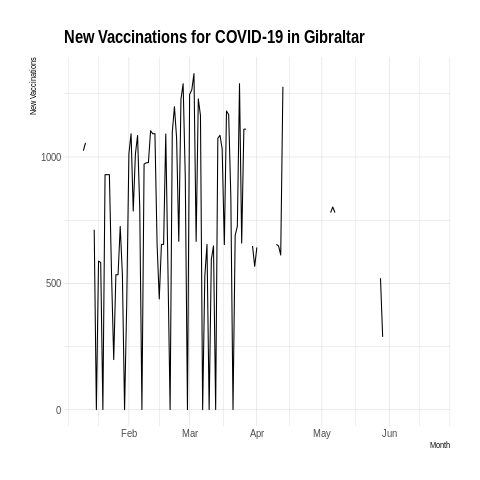 New Vaccinations for COVID-19 in Gibraltar
New Vaccinations
1000
500
0
Feb Mar Apr May Jun
Month